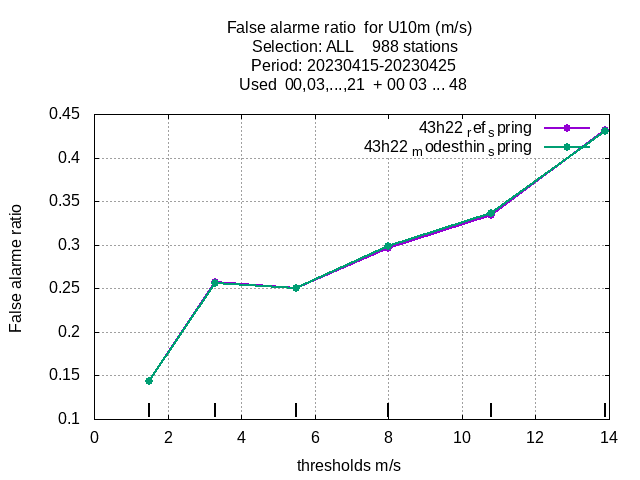 False alarme ratio  for U10m (m/s)
Selection: ALL    988 stations
Period: 20230415-20230425
Used  00,03,...,21  + 00 03 ... 48
43h22 ref spring
43h22 modesthin spring
False alarme ratio
0.45
0.4
0.35
0.3
0.25
0.2
0.15
0.1
0 2 4 6 8 10 12 14
thresholds m/s